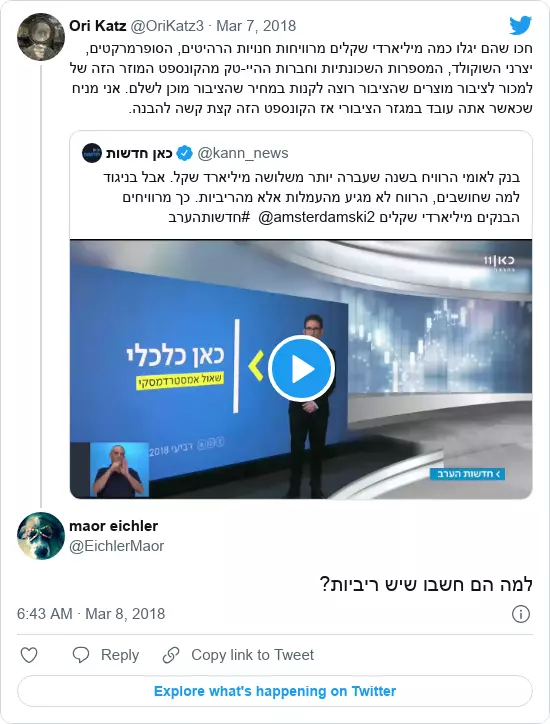 Ori Katz @OriKatz3 · Mar 7, 2018
חכו שהם יגלו כמה מיליארדי שקלים מרוויחות חנויות הרהיטים, הסופרמרקטים,
יצרני השוקולד, המספרות השכונתיות וחברות ההיי-טק מהקונספט המוזר הזה של
למכור לציבור מוצרים שהציבור רוצה לקנות במחיר שהציבור מוכן לשלם. אני מניח
שכאשר אתה עובד במגזר הציבורי אז הקונספט הזה קצת קשה להבנה.
כאן חדשות @kann_news
בנק לאומי הרוויח בשנה שעברה יותר משלושה מיליארד שקל. אבל בניגוד
למה שחושבים, הרווח לא מגיע מהעמלות אלא מהריביות. כך מרוויחים
הבנקים מיליארדי שקלים @amsterdamski2 #חדשותהערב
כאן 11
חדשות
כאן כלכלי
שאול אמסטרדמסקי
רביעי
2018
חדשות הערב
maor eichler
@EichlerMaor
למה הם חשבו שיש ריביות?
6:43 AM · Mar 8, 2018
Reply
Copy link to Tweet
Explore what's happening on Twitter